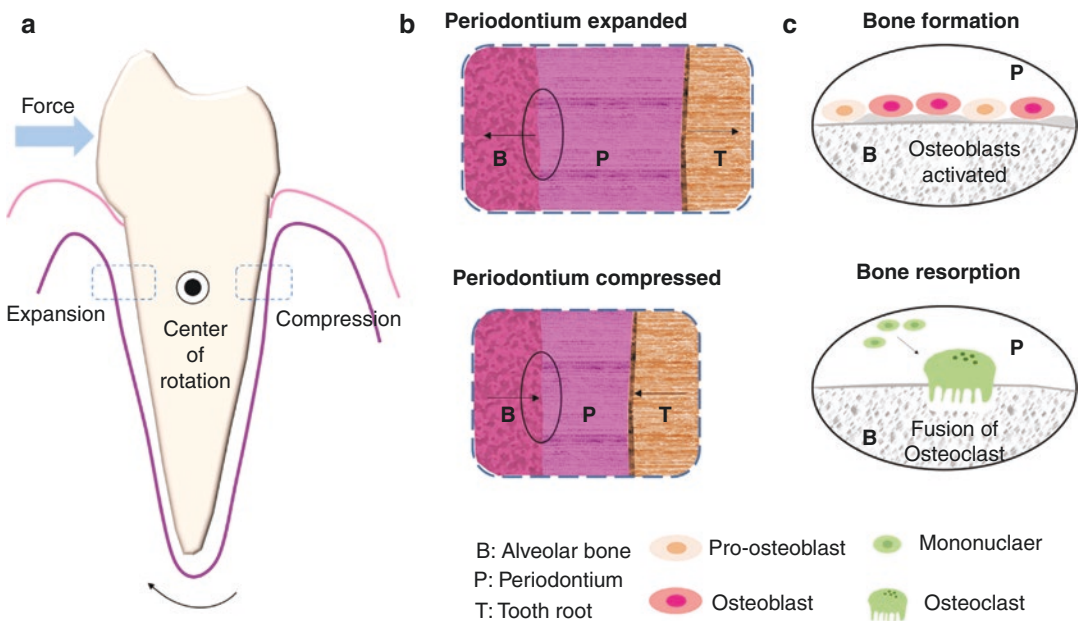 a
Force
Expansion
Compression
Center
of
rotation
b
Periodontium expanded
B
P
T
Periodontium compressed
B
P
T
c
Bone formation
P
B
Osteoblasts
activated
Bone resorption
P
B
Fusion of
Osteoclast
B: Alveolar bone
P: Periodontium
T: Tooth root
Pro-osteoblast
Osteoblast
Mononuclaer
Osteoclast